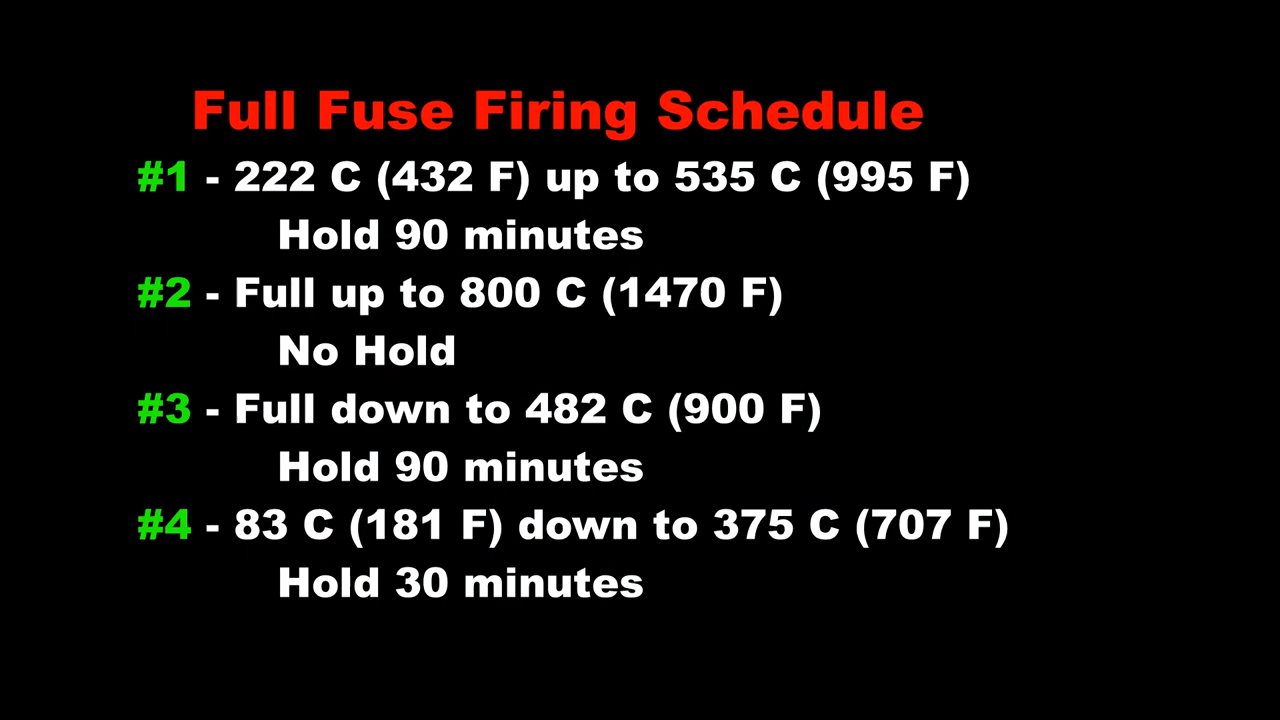 Full Fuse Firing Schedule
#1 - 222 C (432 F) up to 535 C (995 F)
Hold 90 minutes
#2 - Full up to 800 C (1470 F)
No Hold
#3 - Full down to 482 C (900 F)
Hold 90 minutes
#4 - 83 C (181 F) down to 375 C (707 F)
Hold 30 minutes